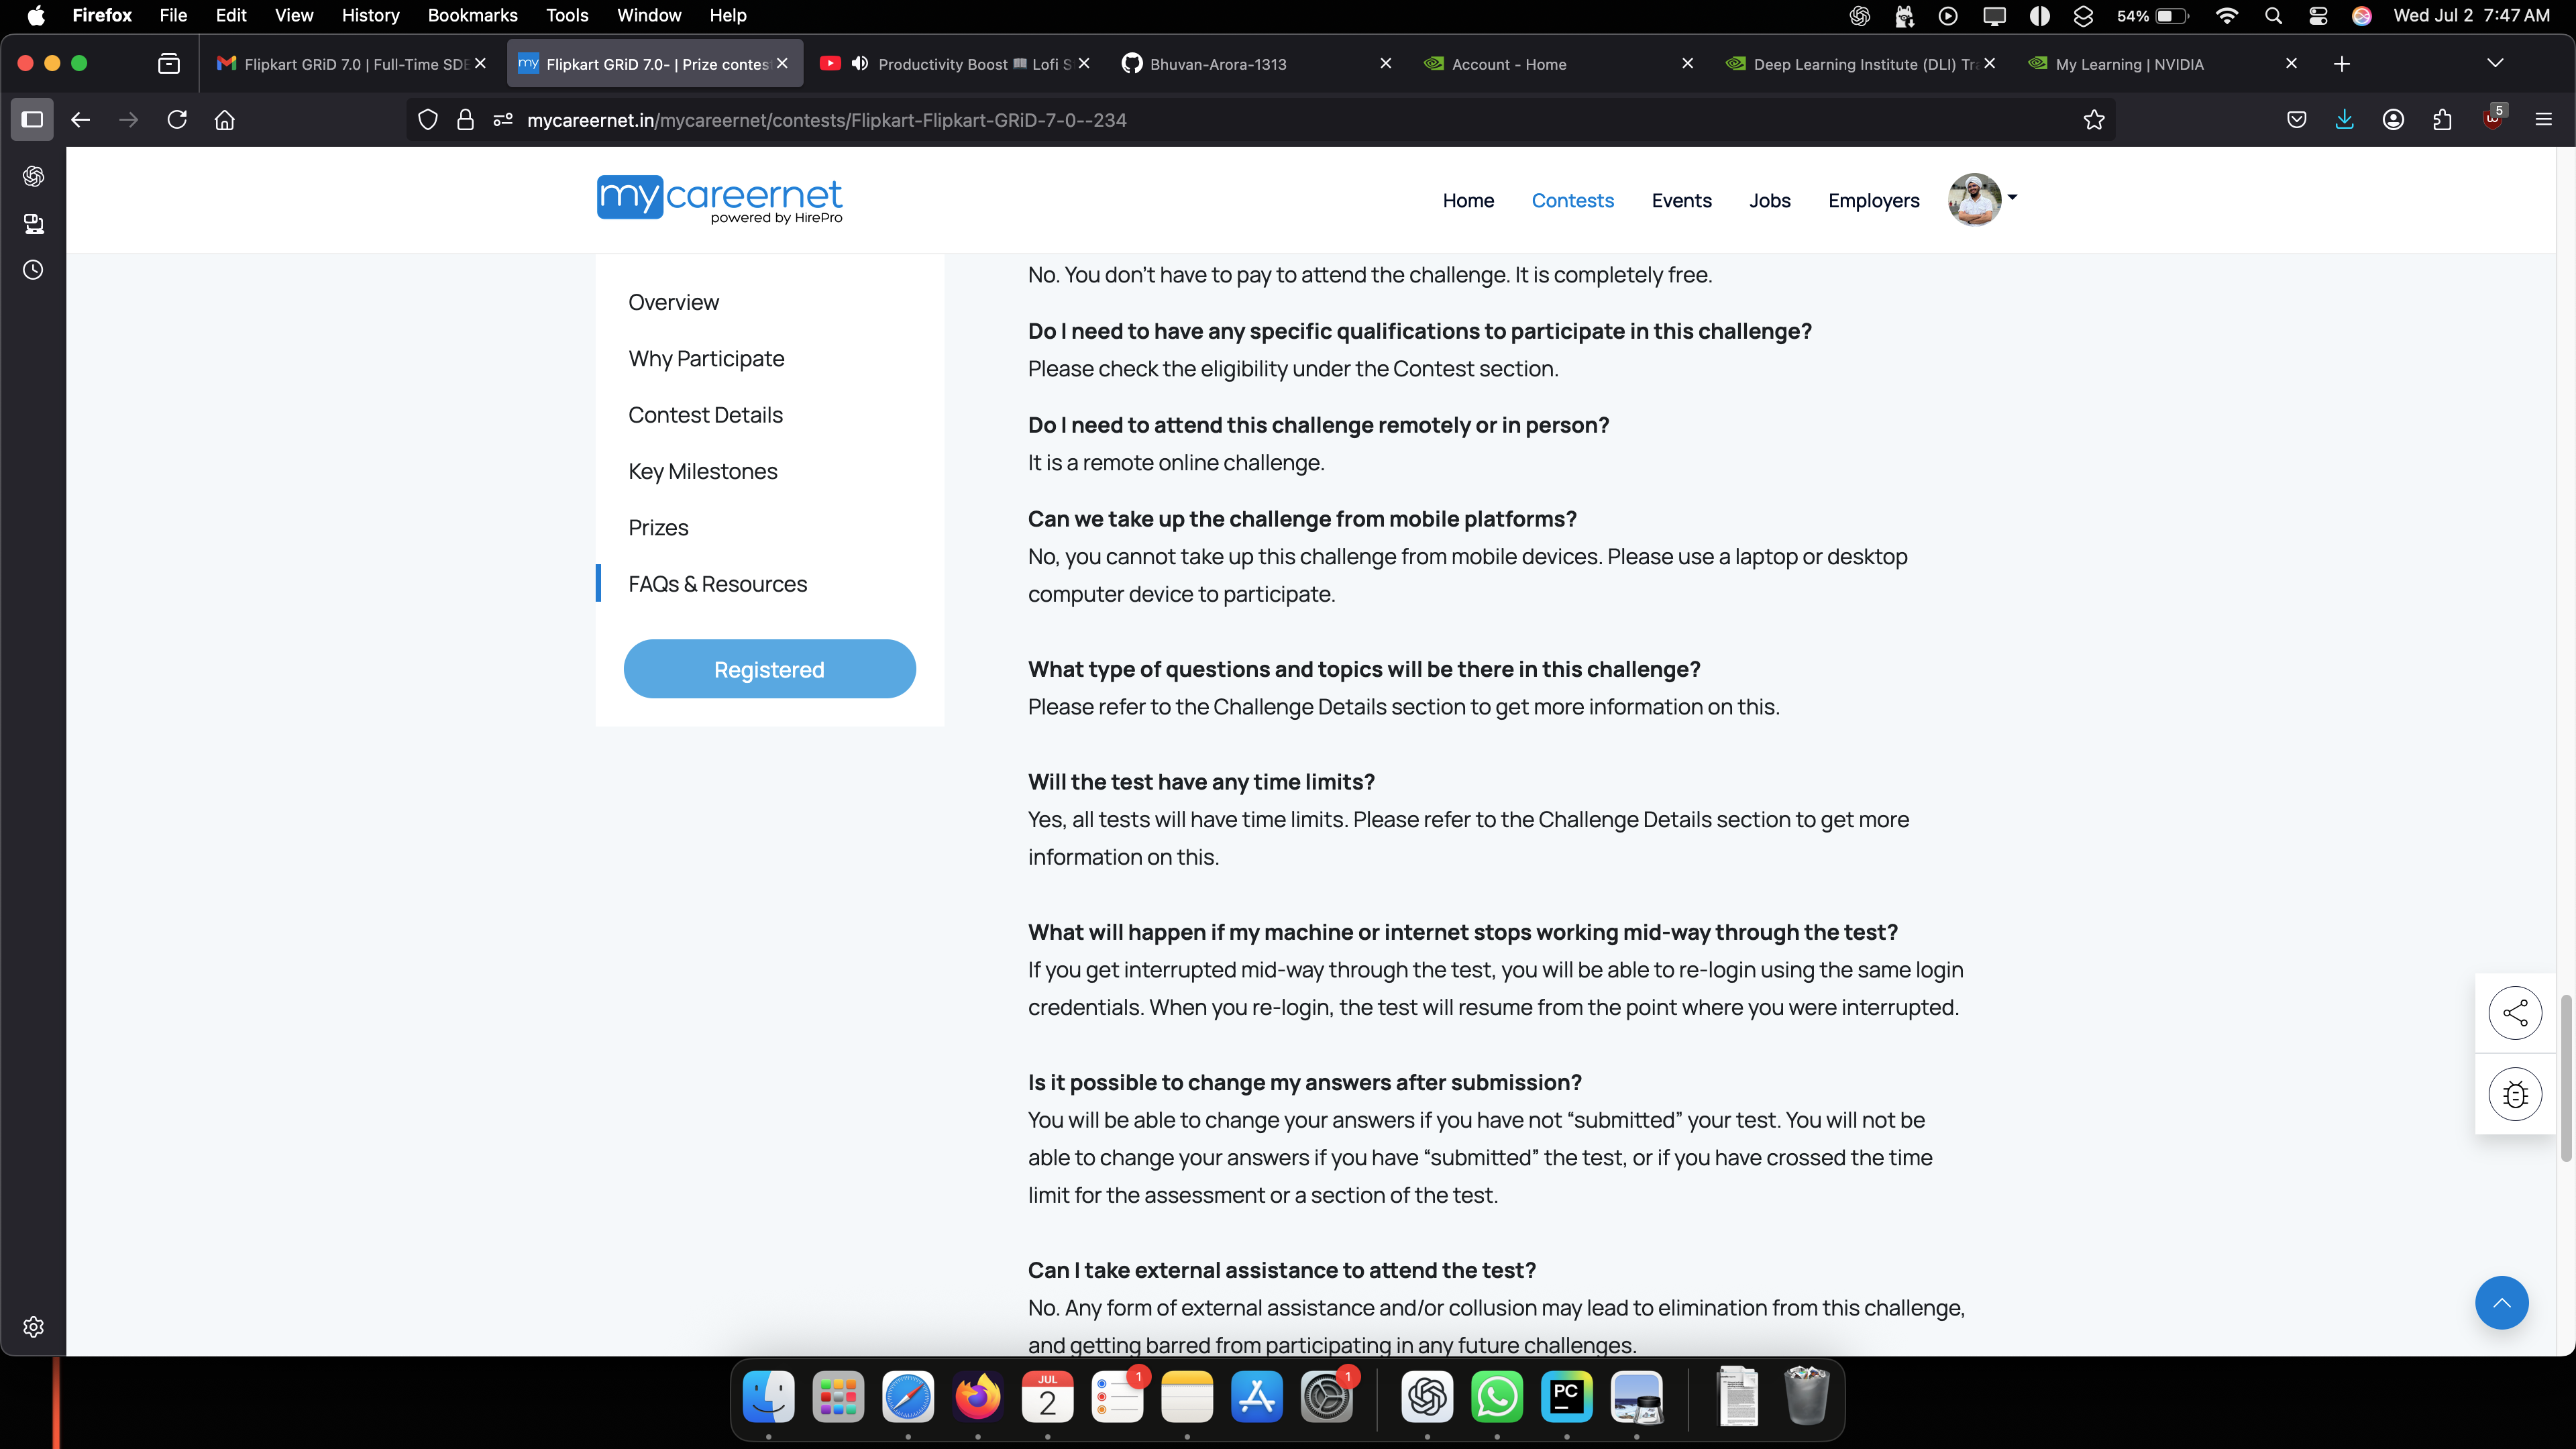 Firefox File Edit View History Bookmarks Tools Window Help 54% Wed Jul 2 7:47 AM
Flipkart GRiD 7.0 | Full-Time SDE
Flipkart GRiD 7.0- | Prize contes
Productivity Boost 📖 Lofi S
Bhuvan-Arora-1313
Account - Home
Deep Learning Institute (DLI) Tra
My Learning | NVIDIA
mycareernet.in/mycareernet/contests/Flipkart-Flipkart-GRiD-7-0--234
5
mycareernet
powered by HirePro
Home Contests Events Jobs Employers
Overview
Why Participate
Contest Details
Key Milestones
Prizes
FAQs & Resources
Registered
No. You don't have to pay to attend the challenge. It is completely free.
Do I need to have any specific qualifications to participate in this challenge?
Please check the eligibility under the Contest section.
Do I need to attend this challenge remotely or in person?
It is a remote online challenge.
Can we take up the challenge from mobile platforms?
No, you cannot take up this challenge from mobile devices. Please use a laptop or desktop
computer device to participate.
What type of questions and topics will be there in this challenge?
Please refer to the Challenge Details section to get more information on this.
Will the test have any time limits?
Yes, all tests will have time limits. Please refer to the Challenge Details section to get more
information on this.
What will happen if my machine or internet stops working mid-way through the test?
If you get interrupted mid-way through the test, you will be able to re-login using the same login
credentials. When you re-login, the test will resume from the point where you were interrupted.
Is it possible to change my answers after submission?
You will be able to change your answers if you have not “submitted” your test. You will not be
able to change your answers if you have “submitted” the test, or if you have crossed the time
limit for the assessment or a section of the test.
Can I take external assistance to attend the test?
No. Any form of external assistance and/or collusion may lead to elimination from this challenge,
and getting barred from participating in any future challenges.
JUL
2
1
1
PC